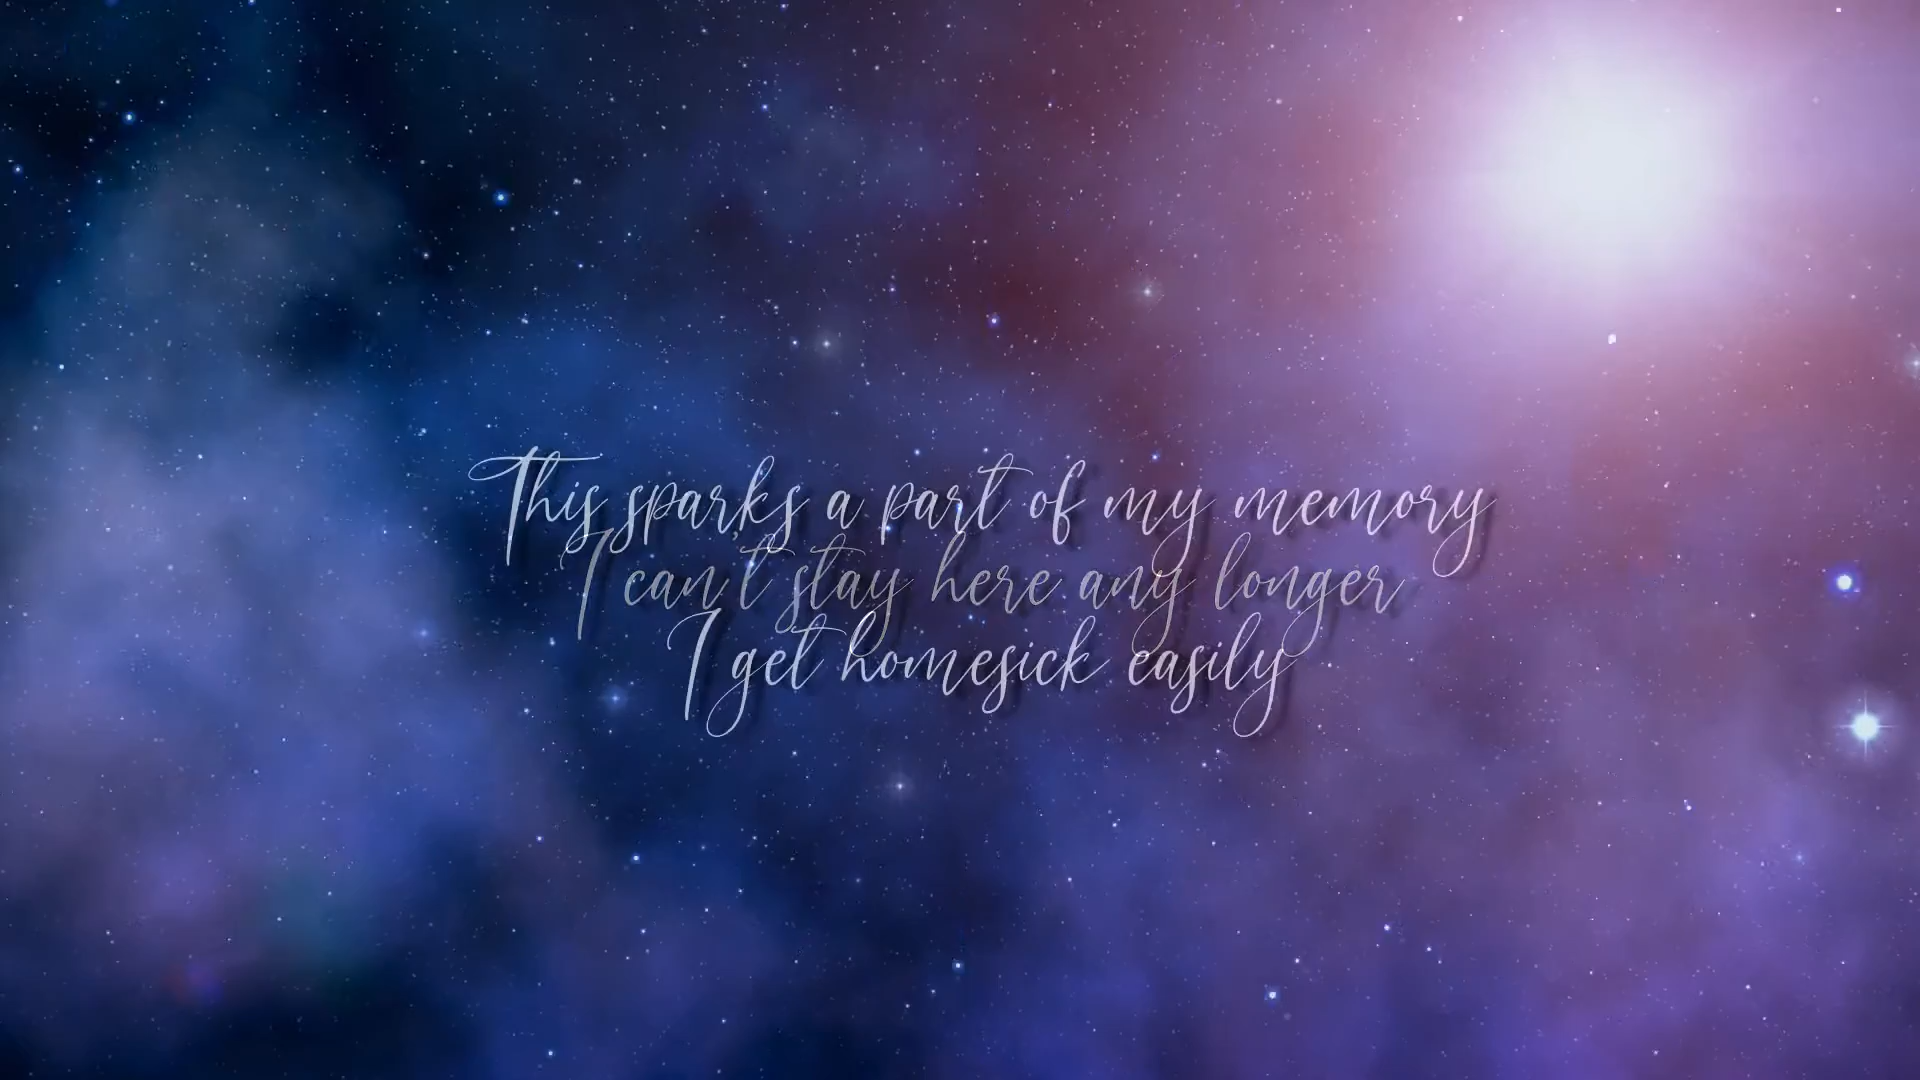 This sparks a part of my memory
I can't stay here any longer
I get homesick easily